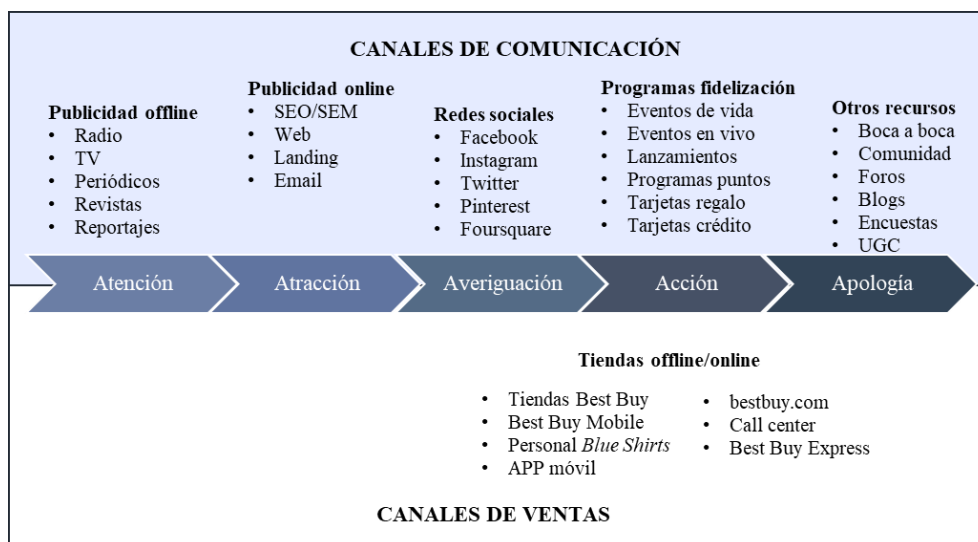 CANALES DE COMUNICACIÓN
Publicidad offline
• Radio
• TV
• Periódicos
• Revistas
• Reportajes
Publicidad online
• SEO/SEM
• Web
• Landing
• Email
Redes sociales
• Facebook
• Instagram
• Twitter
• Pinterest
• Foursquare
Programas fidelización
• Eventos de vida
• Eventos en vivo
• Lanzamientos
• Programas puntos
• Tarjetas regalo
• Tarjetas crédito
Otros recursos
• Boca a boca
• Comunidad
• Foros
• Blogs
• Encuestas
• UGC
Atención
Atracción
Averiguación
Acción
Apología
Tiendas offline/online
• Tiendas Best Buy
• Best Buy Mobile
• Personal Blue Shirts
• APP móvil
• bestbuy.com
• Call center
• Best Buy Express
CANALES DE VENTAS